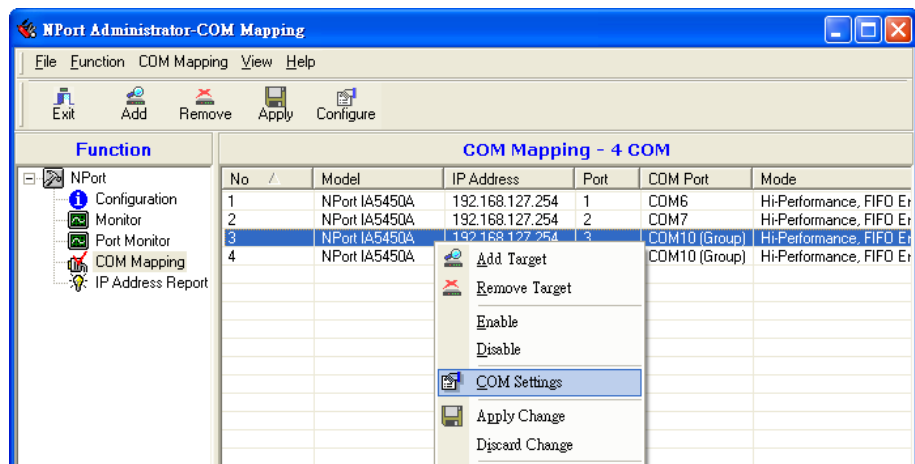 NPort Administrator-COM Mapping
File Function COM Mapping View Help
Exit Add Remove Apply Configure
Function
COM Mapping - 4 COM
NPort
Configuration
Monitor
Port Monitor
COM Mapping
IP Address Report
No Model IP Address Port COM Port Mode
1 NPort IA5450A 192.168.127.254 1 COM6 Hi-Performance, FIFO Er
2 NPort IA5450A 192.168.127.254 2 COM7 Hi-Performance, FIFO Er
3 NPort IA5450A 192.168.127.254 3 COM10 (Group) Hi-Performance, FIFO Er
4 NPort IA5450A COM10 (Group) Hi-Performance, FIFO Er
Add Target
Remove Target
Enable
Disable
COM Settings
Apply Change
Discard Change